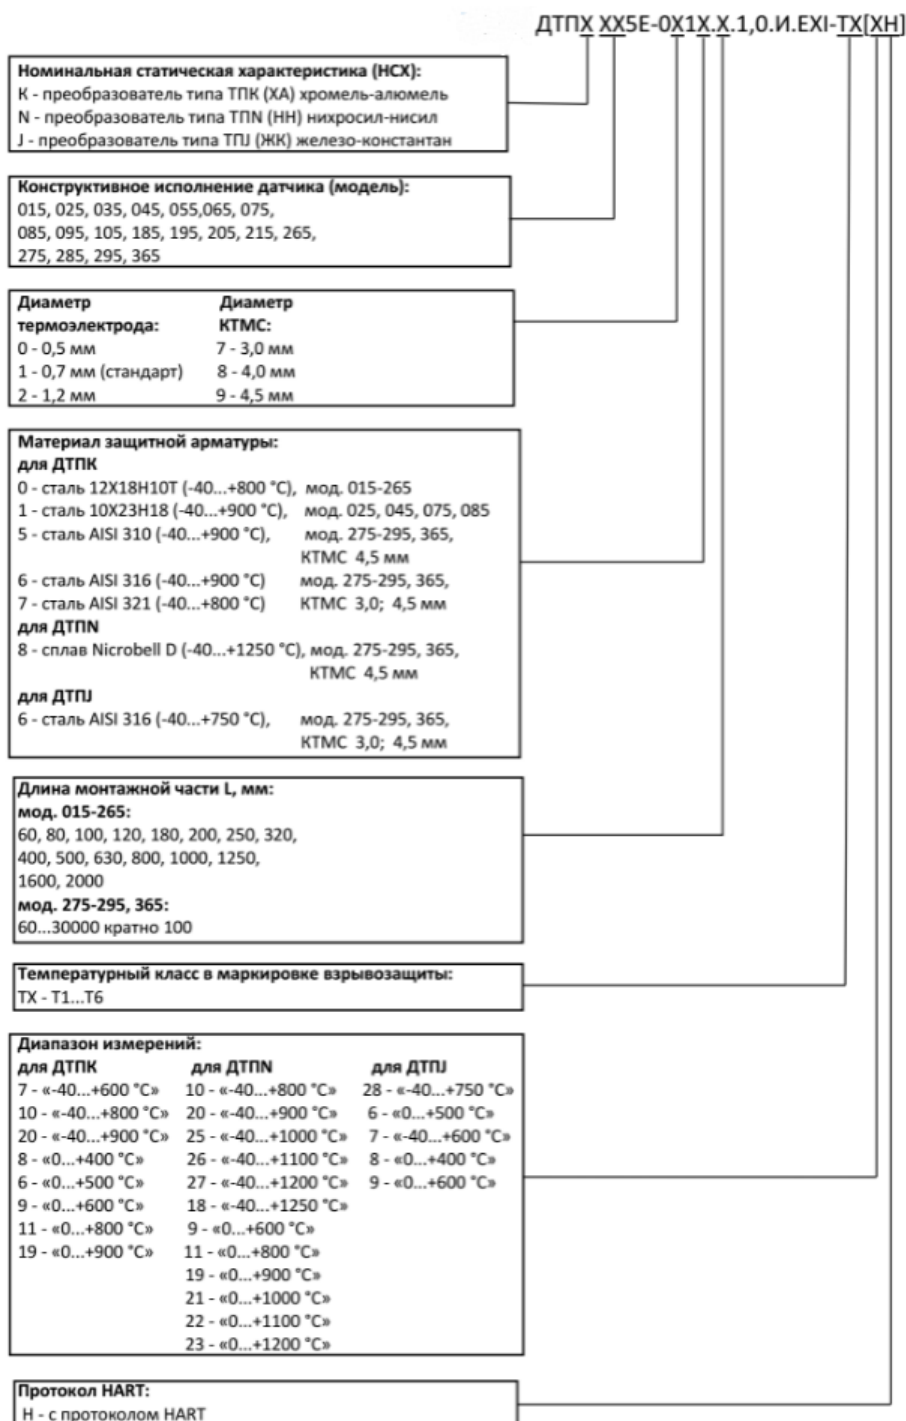 ДТПХ ХХ5Е-0Х1Х.Х.1,0.И.ЕХI-ТХ[ХН]
Номинальная статическая характеристика (НСХ):
К - преобразователь типа ТПК (ХА) хромель-алюмель
N - преобразователь типа ТПN (НН) нихросил-нисил
J - преобразователь типа ТПJ (ЖК) железо-константан
Конструктивное исполнение датчика (модель):
015, 025, 035, 045, 055,065, 075,
085, 095, 105, 185, 195, 205, 215, 265,
275, 285, 295, 365
Диаметр Диаметр
термоэлектрода: КТМС:
0 - 0,5 мм 7 - 3,0 мм
1 - 0,7 мм (стандарт) 8 - 4,0 мм
2 - 1,2 мм 9 - 4,5 мм
Материал защитной арматуры:
для ДТПК
0 - сталь 12Х18Н10Т (-40...+800 °С), мод. 015-265
1 - сталь 10Х23Н18 (-40...+900 °С), мод. 025, 045, 075, 085
5 - сталь AISI 310 (-40...+900 °С), мод. 275-295, 365,
КТМС 4,5 мм
6 - сталь AISI 316 (-40...+900 °С) мод. 275-295, 365,
7 - сталь AISI 321 (-40...+800 °С) КТМС 3,0; 4,5 мм
для ДТПN
8 - сплав Nicrobell D (-40...+1250 °С), мод. 275-295, 365,
КТМС 4,5 мм
для ДТПJ
6 - сталь AISI 316 (-40...+750 °С), мод. 275-295, 365,
КТМС 3,0; 4,5 мм
Длина монтажной части L, мм:
мод. 015-265:
60, 80, 100, 120, 180, 200, 250, 320,
400, 500, 630, 800, 1000, 1250,
1600, 2000
мод. 275-295, 365:
60...30000 кратно 100
Температурный класс в маркировке взрывозащиты:
ТХ - Т1...Т6
Диапазон измерений:
для ДТПК для ДТПN для ДТПJ
7 - «-40...+600 °С» 10 - «-40...+800 °С» 28 - «-40...+750 °С»
10 - «-40...+800 °С» 20 - «-40...+900 °С» 6 - «0...+500 °С»
20 - «-40...+900 °С» 25 - «-40...+1000 °С» 7 - «-40...+600 °С»
8 - «0...+400 °С» 26 - «-40...+1100 °С» 8 - «0...+400 °С»
6 - «0...+500 °С» 27 - «-40...+1200 °С» 9 - «0...+600 °С»
9 - «0...+600 °С» 18 - «-40...+1250 °С»
11 - «0...+800 °С» 9 - «0...+600 °С»
19 - «0...+900 °С» 11 - «0...+800 °С»
19 - «0...+900 °С»
21 - «0...+1000 °С»
22 - «0...+1100 °С»
23 - «0...+1200 °С»
Протокол HART:
Н - с протоколом HART